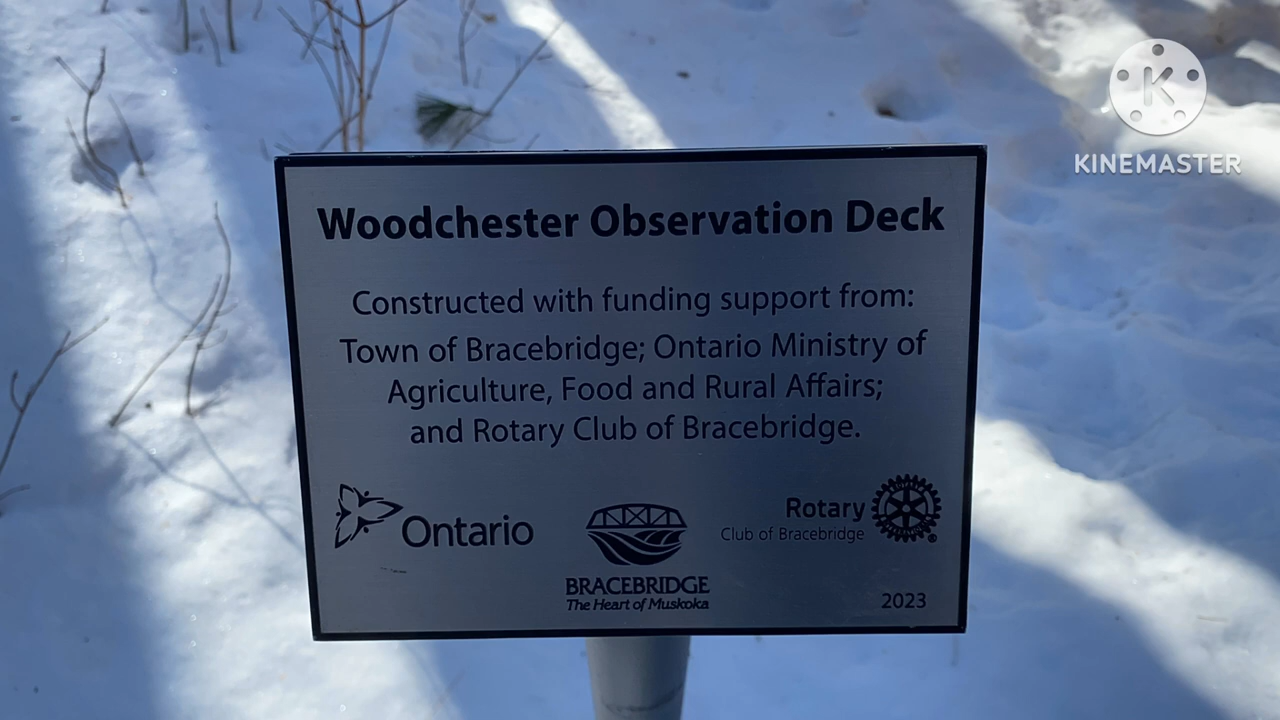 K
KINEMASTER
Woodchester Observation Deck
Constructed with funding support from:
Town of Bracebridge; Ontario Ministry of
Agriculture, Food and Rural Affairs;
and Rotary Club of Bracebridge.
Ontario
BRACEBRIDGE
The Heart of Muskoka
Rotary
Club of Bracebridge
2023